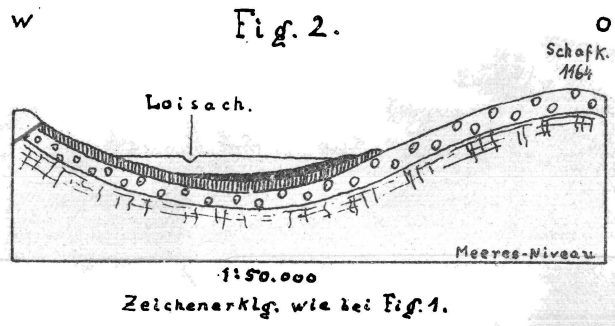 W Fig. 2. O
Schafk.
1164
Loisach.
Meeres-Niveau
1:50.000
Zeichenerklg. wie bei Fig. 1.